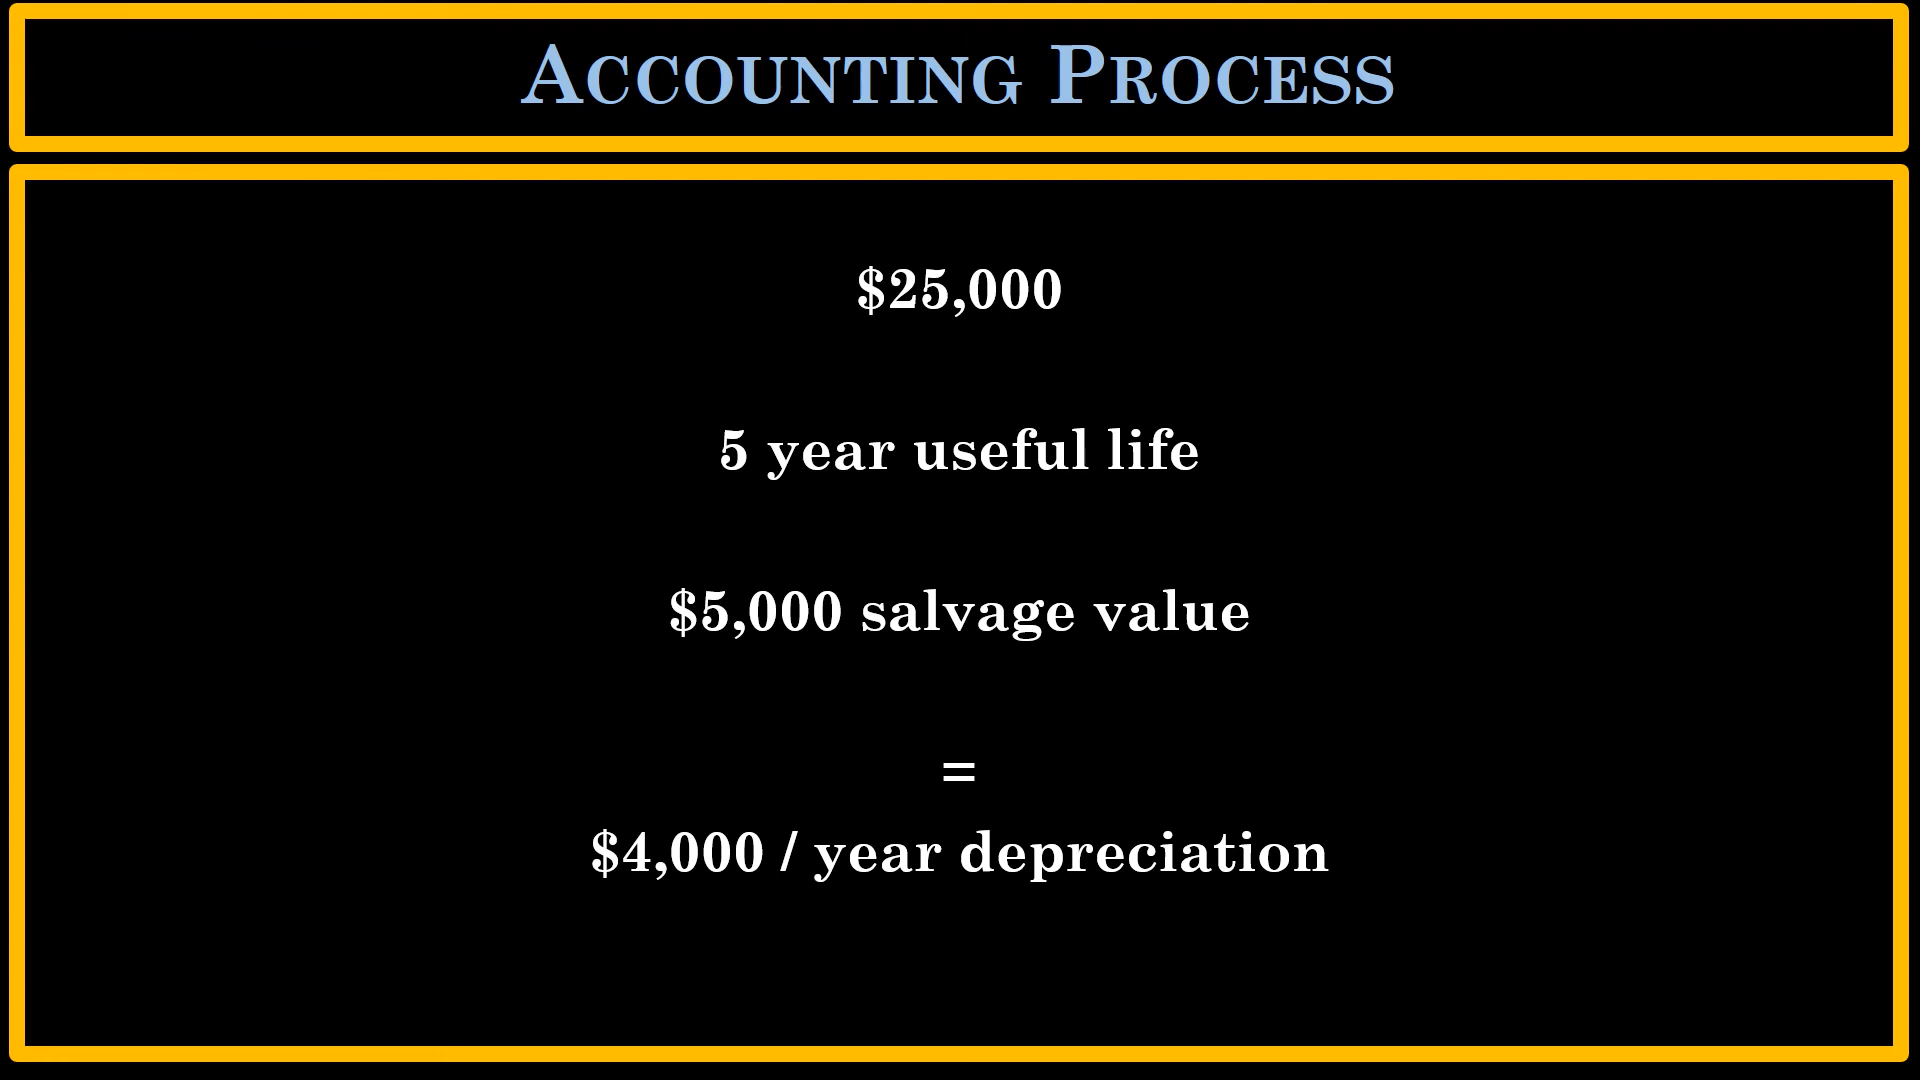 Accounting Process
$25,000
5 year useful life
$5,000 salvage value
=
$4,000 / year depreciation